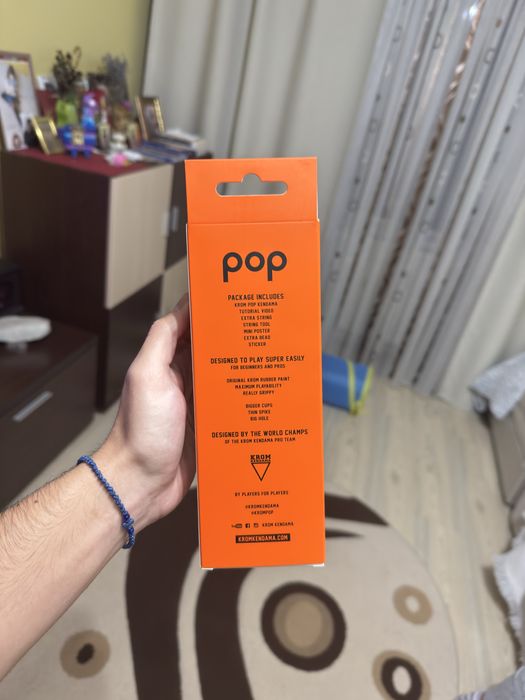 pop
PACKAGE INCLUDES
KROM POP KENDAMA
TUTORIAL VIDEO
EXTRA STRING
STRING TOOL
MINI POSTER
EXTRA BEAD
STICKER
DESIGNED TO PLAY SUPER EASILY
FOR BEGINNERS AND PROS
ORIGINAL KROM RUBBER PAINT
MAXIMUM PLAYABILITY
REALLY GRIPPY
BIGGER CUPS
THIN SPIKE
BIG HOLE
DESIGNED BY THE WORLD CHAMPS
OF THE KROM KENDAMA PRO TEAM
KROM
KENDAMA
BY PLAYERS FOR PLAYERS
#KROMKENDAMA
#KROMPOP
KROM KENDAMA
KROMKENDAMA.COM